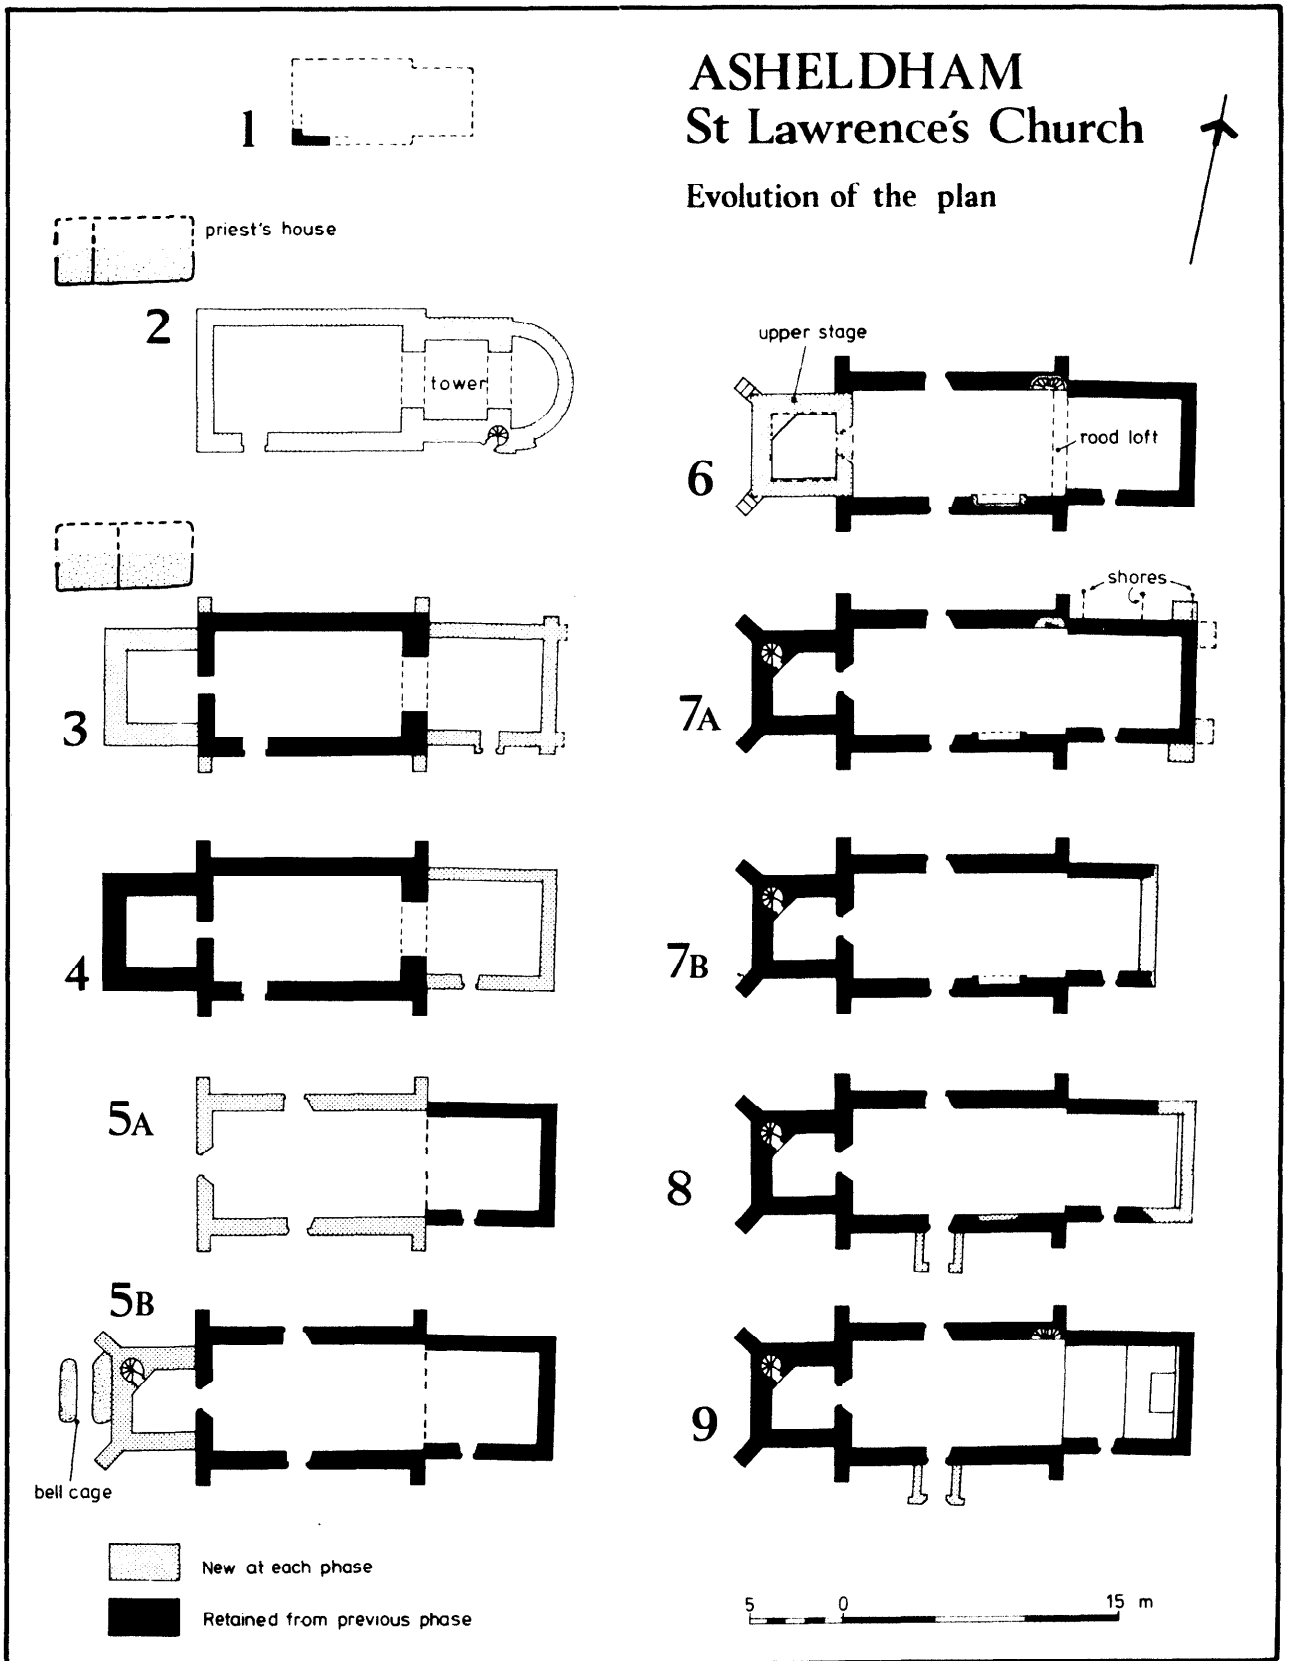 ASHELDHAM
St Lawrence's Church
Evolution of the plan
1
priest's house
2
tower
3
4
5A
5B
bell cage
upper stage
6
rood loft
shores
7A
7B
8
9
New at each phase
Retained from previous phase
5 0 15 m